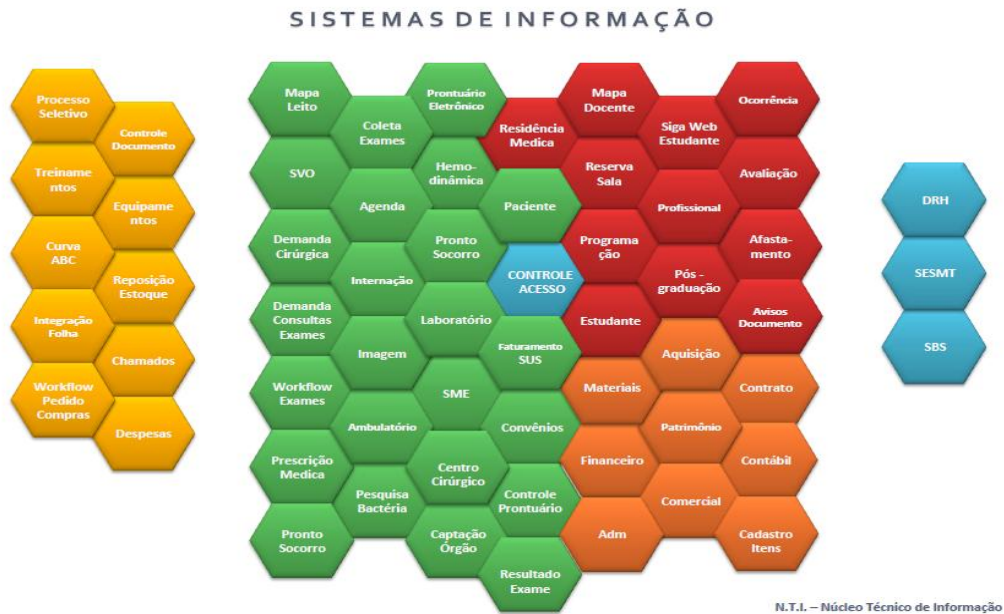 SISTEMAS DE INFORMAÇÃO
Processo
Seletivo
Controle
Documento
Treiname
ntos
Equipame
ntos
Curva
ABC
Reposição
Estoque
Integração
Folha
Chamados
Workflow
Pedido
Compras
Despesas
Mapa
Leito
SVO
Demanda
Cirúrgica
Demanda
Consultas
Exames
Workflow
Exames
Prescrição
Medica
Pronto
Socorro
Coleta
Exames
Agenda
Internação
Imagem
Ambulatório
Pesquisa
Bactéria
Prontuário
Eletrônico
Hemo-
dinâmica
Pronto
Socorro
Laboratório
SME
Centro
Cirúrgico
Captação
Órgão
Residência
Medica
Paciente
CONTROLE
ACESSO
Faturamento
SUS
Convênios
Controle
Prontuário
Resultado
Exame
Mapa
Docente
Reserva
Sala
Programa
ção
Estudante
Materiais
Financeiro
Adm
Siga Web
Estudante
Profissional
Pós -
graduação
Aquisição
Patrimônio
Comercial
Ocorrência
Avaliação
Afasta-
mento
Avisos
Documento
Contrato
Contábil
Cadastro
Itens
DRH
SESMT
SBS
N.T.I. – Núcleo Técnico de Informação